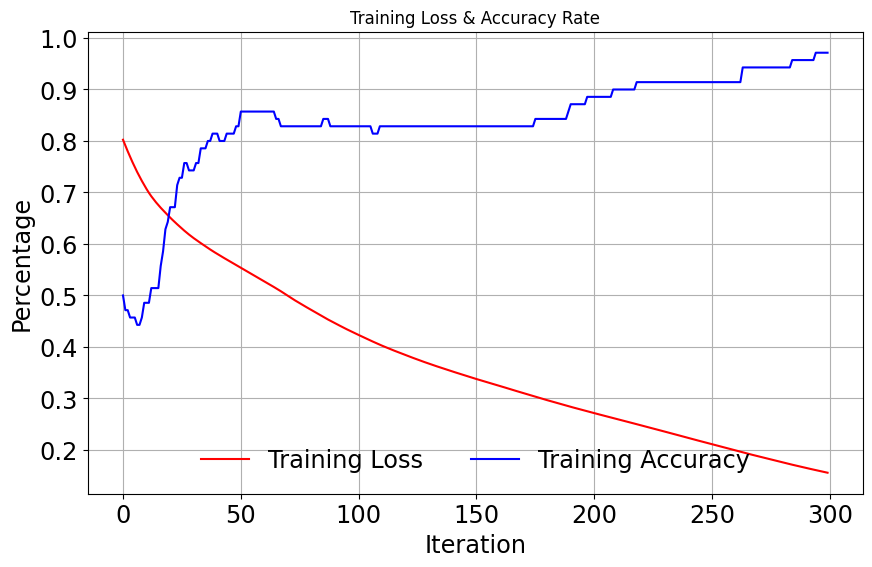 Training Loss & Accuracy Rate
1.0
0.9
0.8
0.7
0.6
0.5
0.4
0.3
0.2
Percentage
Training Loss
Training Accuracy
0 50 100 150 200 250 300
Iteration